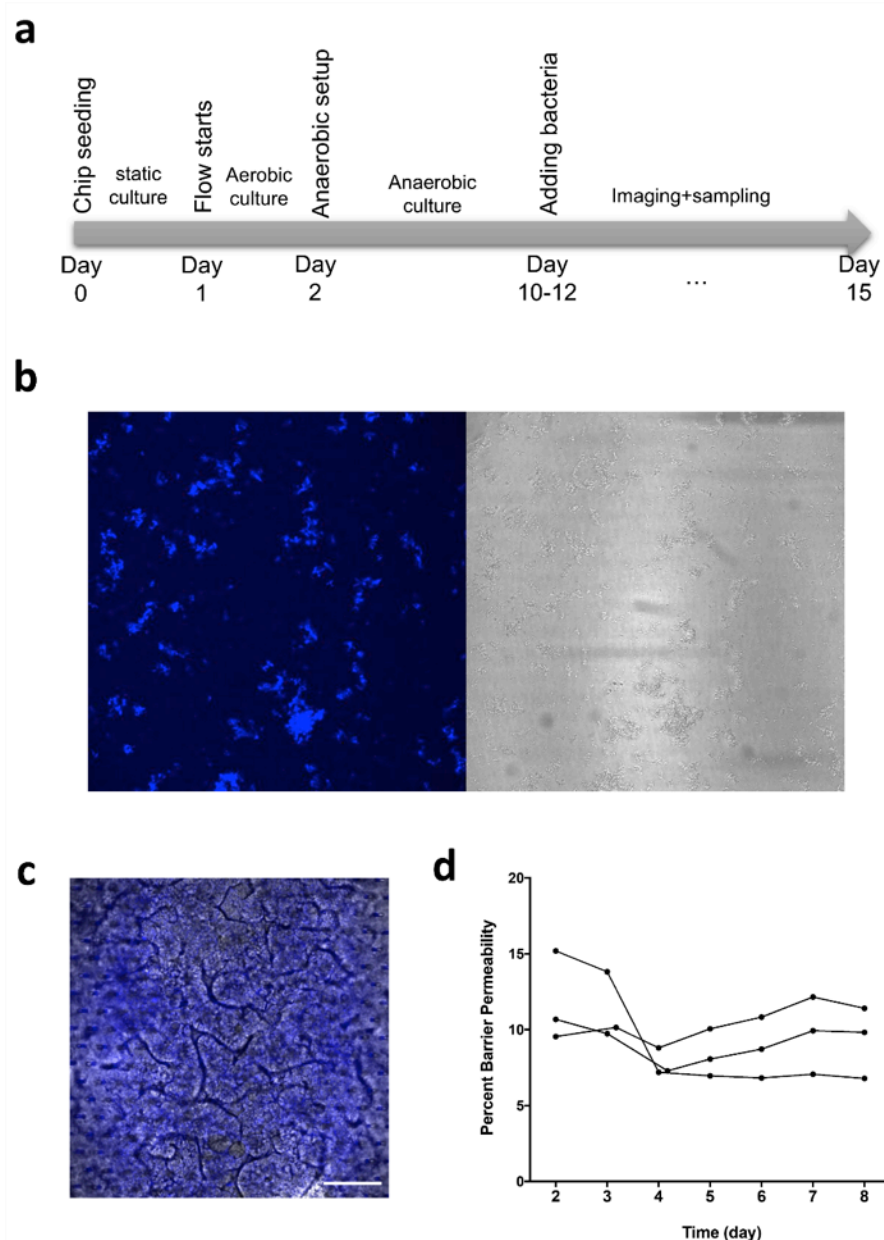 a
Chip seeding
static
culture
Flow starts
Aerobic
culture
Anaerobic setup
Anaerobic
culture
Adding bacteria
Imaging+sampling
Day
0
Day
1
Day
2
Day
10-12
...
Day
15
b
c
d
Percent Barrier Permeability
20
15
10
5
0
2 3 4 5 6 7 8
Time (day)